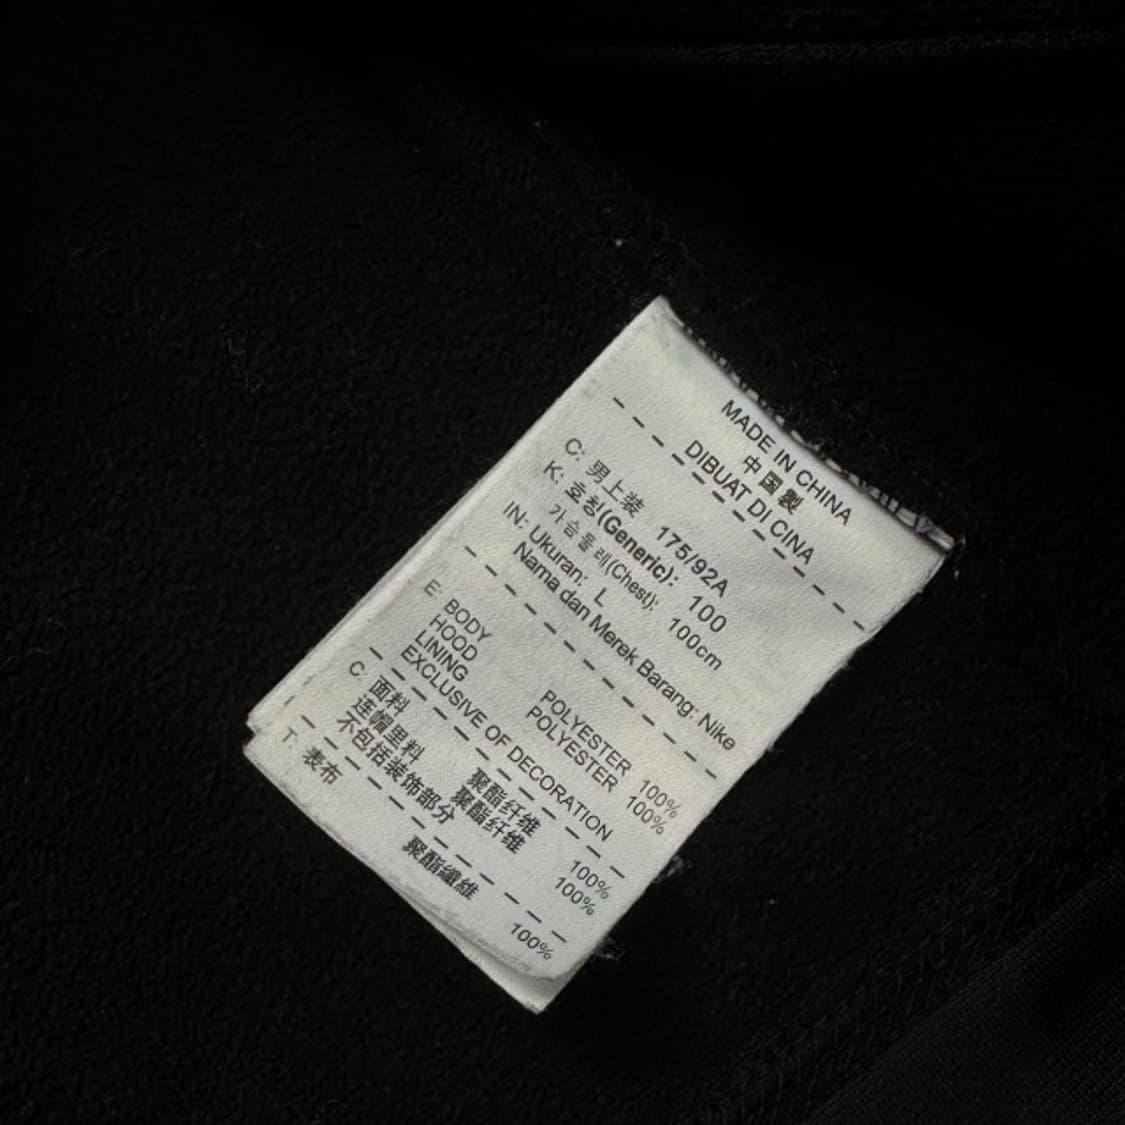 MADE IN CHINA
中国製
DIBUAT DI CINA
C: 男上装 175/92A
K: 호칭(Generic): 100
가슴둘레(Chest): 100cm
IN: Ukuran: L
Nama dan Merek Barang: Nike
E: BODY POLYESTER 100%
HOOD LINING POLYESTER 100%
EXCLUSIVE OF DECORATION
C: 面料 聚酯纤维 100%
连帽里料 聚酯纤维 100%
不包括装饰部分
T: 表布 聚酯纖維 100%